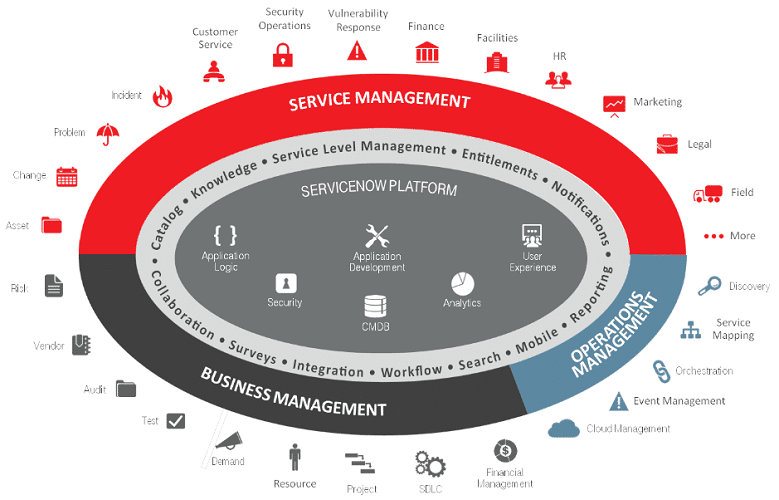 Security
Operations
Vulnerability
Response
Finance
Customer
Service
Facilities
HR
Incident
Marketing
Problem
Legal
Change
Field
Asset
More
SERVICE MANAGEMENT
Catalog • Knowledge • Service Level Management • Entitlements • Notifications •
SERVICENOW PLATFORM
Application
Logic
Application
Development
User
Experience
Security
CMDB
Analytics
Collaboration • Surveys • Integration • Workflow • Search • Mobile • Reporting
BUSINESS MANAGEMENT
OPERATIONS
MANAGEMENT
Risk
Discovery
Vendor
Service
Mapping
Audit
Orchestration
Test
Event Management
Cloud Management
Demand
Resource
Project
SDLC
Financial
Management